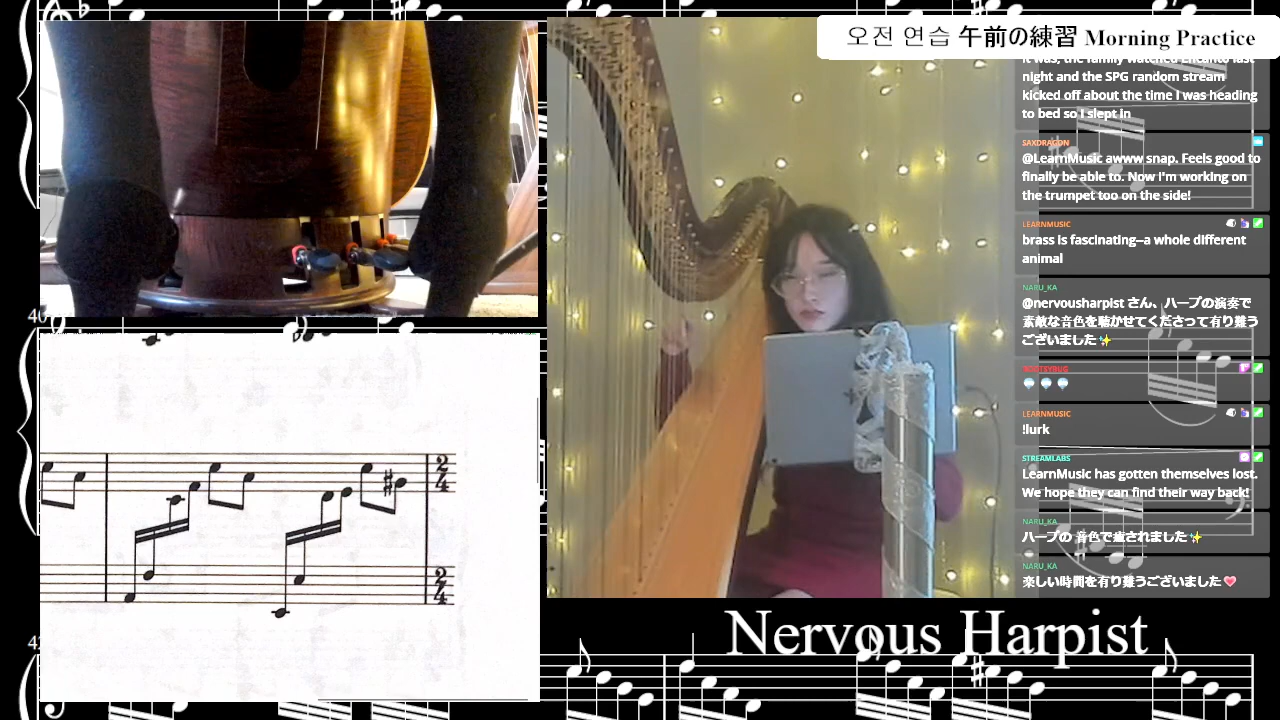 오전 연습 午前の練習 Morning Practice
it was, the family watched Encanto last
night and the SPG random stream
kicked off about the time I was heading
to bed so I slept in
SAXDRAGON
@LearnMusic awww snap. Feels good to
finally be able to. Now I'm working on
the trumpet too on the side!
LEARNMUSIC
brass is fascinating--a whole different
animal
NARU_KA
@nervousharpist さん、ハープの演奏で
素敵な音色を聴かせてくださって有り難う
ございました✨
LEARNMUSIC
!lurk
STREAMLABS
LearnMusic has gotten themselves lost.
We hope they can find their way back!
NARU_KA
ハープの 音色で癒されました✨
NARU_KA
楽しい時間を有り難うございました💗
2
4
2
4
Nervous Harpist